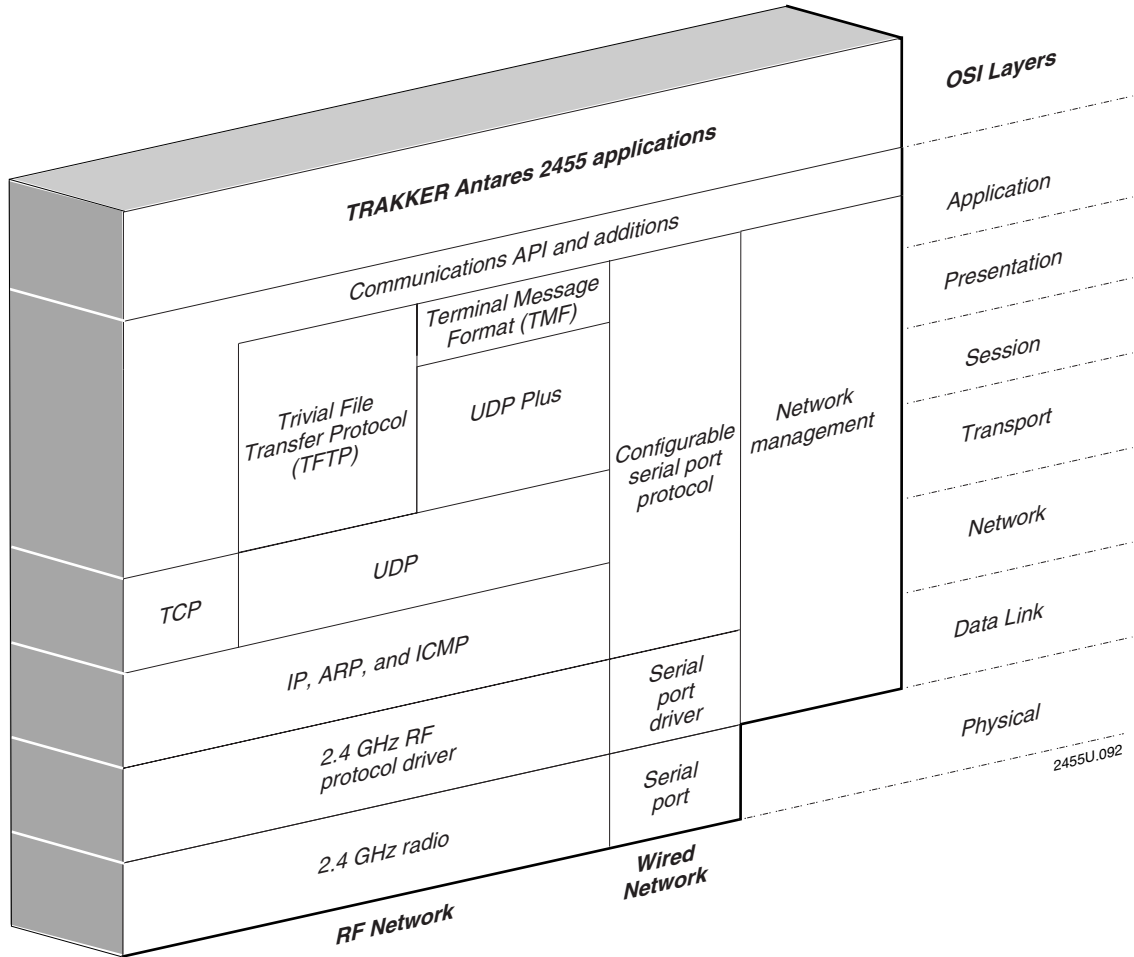 OSI Layers
TRAKKER Antares 2455 applications
Application
Communications API and additions
Presentation
Terminal Message
Format (TMF)
Session
Trivial File
Transfer Protocol
(TFTP)
UDP Plus
Configurable
serial port
protocol
Network
management
Transport
Network
TCP
UDP
Data Link
IP, ARP, and ICMP
Serial
port
driver
Physical
2.4 GHz RF
protocol driver
Serial
port
2455U.092
2.4 GHz radio
Wired
Network
RF Network